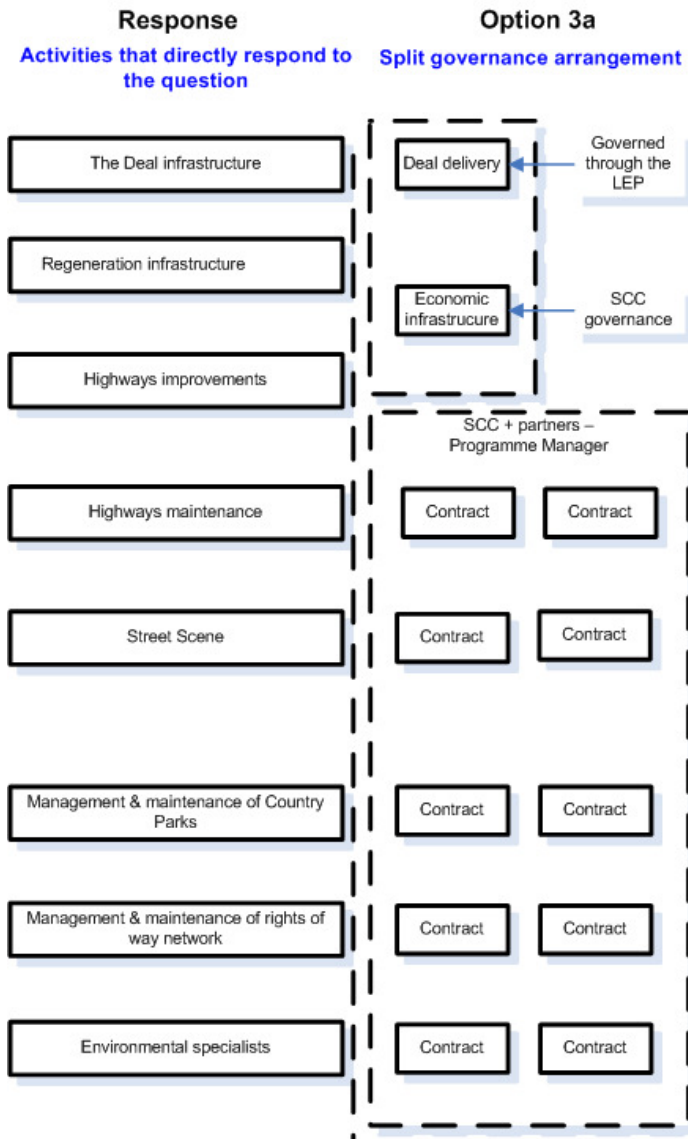 Response
Activities that directly respond to
the question
Option 3a
Split governance arrangement
The Deal infrastructure
Deal delivery
Governed
through the
LEP
Regeneration infrastructure
Economic
infrastrucure
SCC
governance
Highways improvements
SCC + partners –
Programme Manager
Highways maintenance
Contract
Contract
Street Scene
Contract
Contract
Management & maintenance of Country
Parks
Contract
Contract
Management & maintenance of rights of
way network
Contract
Contract
Environmental specialists
Contract
Contract